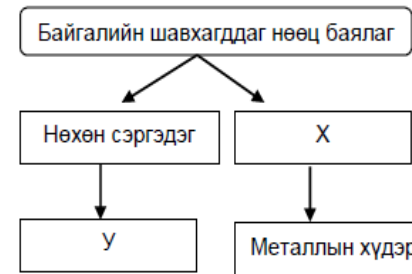 Байгалийн шавхагддаг нөөц баялаг
Нөхөн сэргэдэг
Х
У
Металлын хүдэр